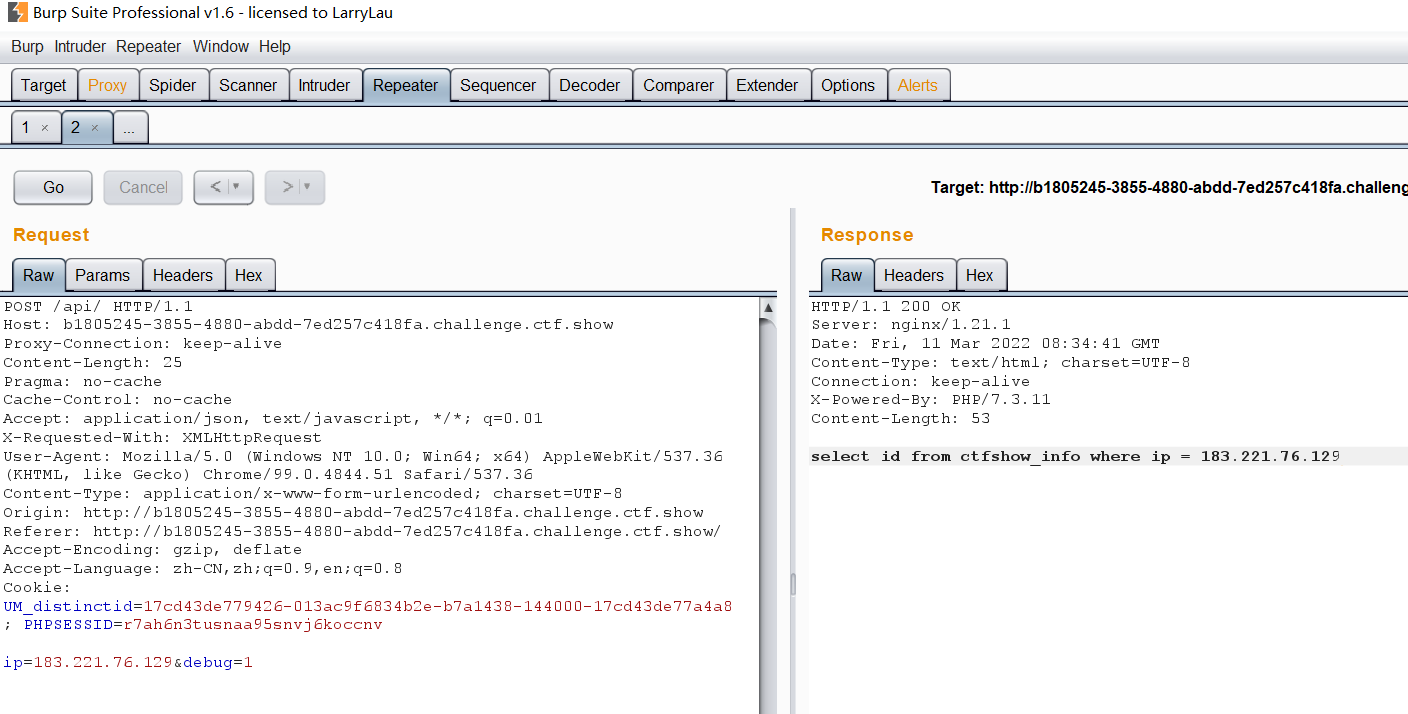 Burp Suite Professional v1.6 - licensed to LarryLau
Burp Intruder Repeater Window Help
Target Proxy Spider Scanner Intruder Repeater Sequencer Decoder Comparer Extender Options Alerts
1 × 2 × ...
Go Cancel < ▼ > ▼
Target: http://b1805245-3855-4880-abdd-7ed257c418fa.challeng
Request
Raw Params Headers Hex
POST /api/ HTTP/1.1
Host: b1805245-3855-4880-abdd-7ed257c418fa.challenge.ctf.show
Proxy-Connection: keep-alive
Content-Length: 25
Pragma: no-cache
Cache-Control: no-cache
Accept: application/json, text/javascript, */*; q=0.01
X-Requested-With: XMLHttpRequest
User-Agent: Mozilla/5.0 (Windows NT 10.0; Win64; x64) AppleWebKit/537.36
(KHTML, like Gecko) Chrome/99.0.4844.51 Safari/537.36
Content-Type: application/x-www-form-urlencoded; charset=UTF-8
Origin: http://b1805245-3855-4880-abdd-7ed257c418fa.challenge.ctf.show
Referer: http://b1805245-3855-4880-abdd-7ed257c418fa.challenge.ctf.show/
Accept-Encoding: gzip, deflate
Accept-Language: zh-CN,zh;q=0.9,en;q=0.8
Cookie:
UM_distinctid=17cd43de779426-013ac9f6834b2e-b7a1438-144000-17cd43de77a4a8
; PHPSESSID=r7ah6n3tusnaa95snvj6koccnv
ip=183.221.76.129&debug=1
Response
Raw Headers Hex
HTTP/1.1 200 OK
Server: nginx/1.21.1
Date: Fri, 11 Mar 2022 08:34:41 GMT
Content-Type: text/html; charset=UTF-8
Connection: keep-alive
X-Powered-By: PHP/7.3.11
Content-Length: 53
select id from ctfshow_info where ip = 183.221.76.129